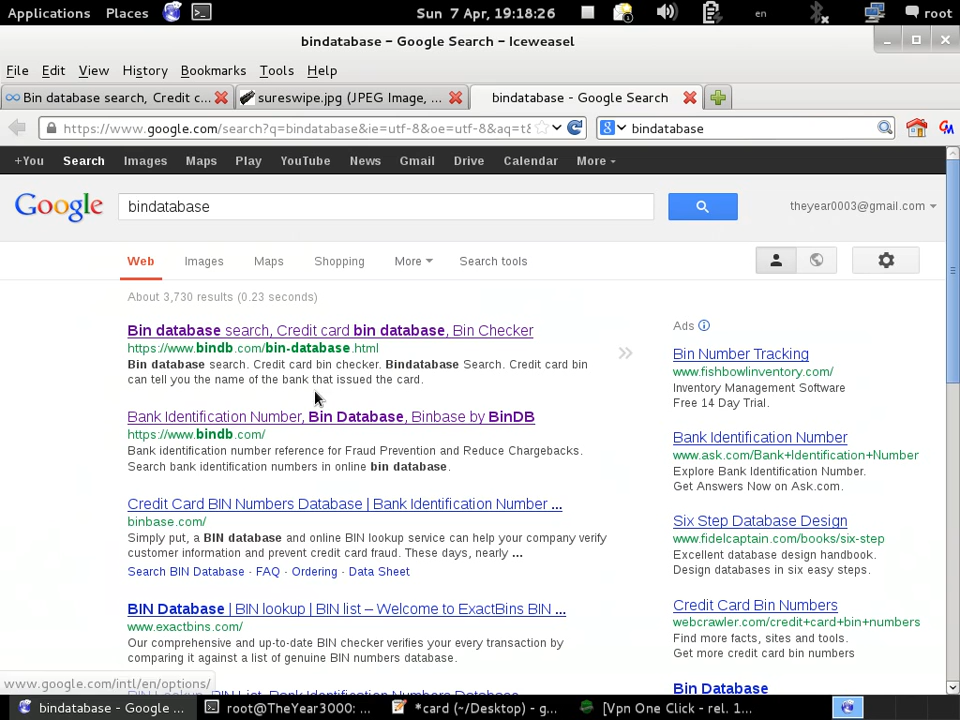 Applications Places Sun 7 Apr, 19:18:26 en root
bindatabase - Google Search - Iceweasel
File Edit View History Bookmarks Tools Help
Bin database search, Credit c... sureswipe.jpg (JPEG Image, ... bindatabase - Google Search
https://www.google.com/search?q=bindatabase&ie=utf-8&oe=utf-8&aq=t& bindatabase
+You Search Images Maps Play YouTube News Gmail Drive Calendar More
Google bindatabase theyear0003@gmail.com
Web Images Maps Shopping More Search tools
About 3,730 results (0.23 seconds)
Bin database search, Credit card bin database, Bin Checker
https://www.bindb.com/bin-database.html
Bin database search. Credit card bin checker. Bindatabase Search. Credit card bin
can tell you the name of the bank that issued the card.
Bank Identification Number, Bin Database, Binbase by BinDB
https://www.bindb.com/
Bank identification number reference for Fraud Prevention and Reduce Chargebacks.
Search bank identification numbers in online bin database.
Credit Card BIN Numbers Database | Bank Identification Number ...
binbase.com/
Simply put, a BIN database and online BIN lookup service can help your company verify
customer information and prevent credit card fraud. These days, nearly ...
Search BIN Database - FAQ - Ordering - Data Sheet
BIN Database | BIN lookup | BIN list – Welcome to ExactBins BIN ...
www.exactbins.com/
Our comprehensive and up-to-date BIN checker verifies your every transaction by
comparing it against a list of genuine BIN numbers database.
Ads
Bin Number Tracking
www.fishbowlinventory.com/
Inventory Management Software
Free 14 Day Trial.
Bank Identification Number
www.ask.com/Bank+Identification+Number
Explore Bank Identification Number.
Get Answers Now on Ask.com.
Six Step Database Design
www.fidelcaptain.com/books/six-step
Excellent database design handbook.
Design databases in six easy steps.
Credit Card Bin Numbers
webcrawler.com/credit+card+bin+numbers
Find more facts, sites and tools.
Get more credit card bin numbers
Bin Database
www.google.com/intl/en/options/
bindatabase - Google ... root@TheYear3000: ... *card (~/Desktop) - g... [Vpn One Click - rel. 1...